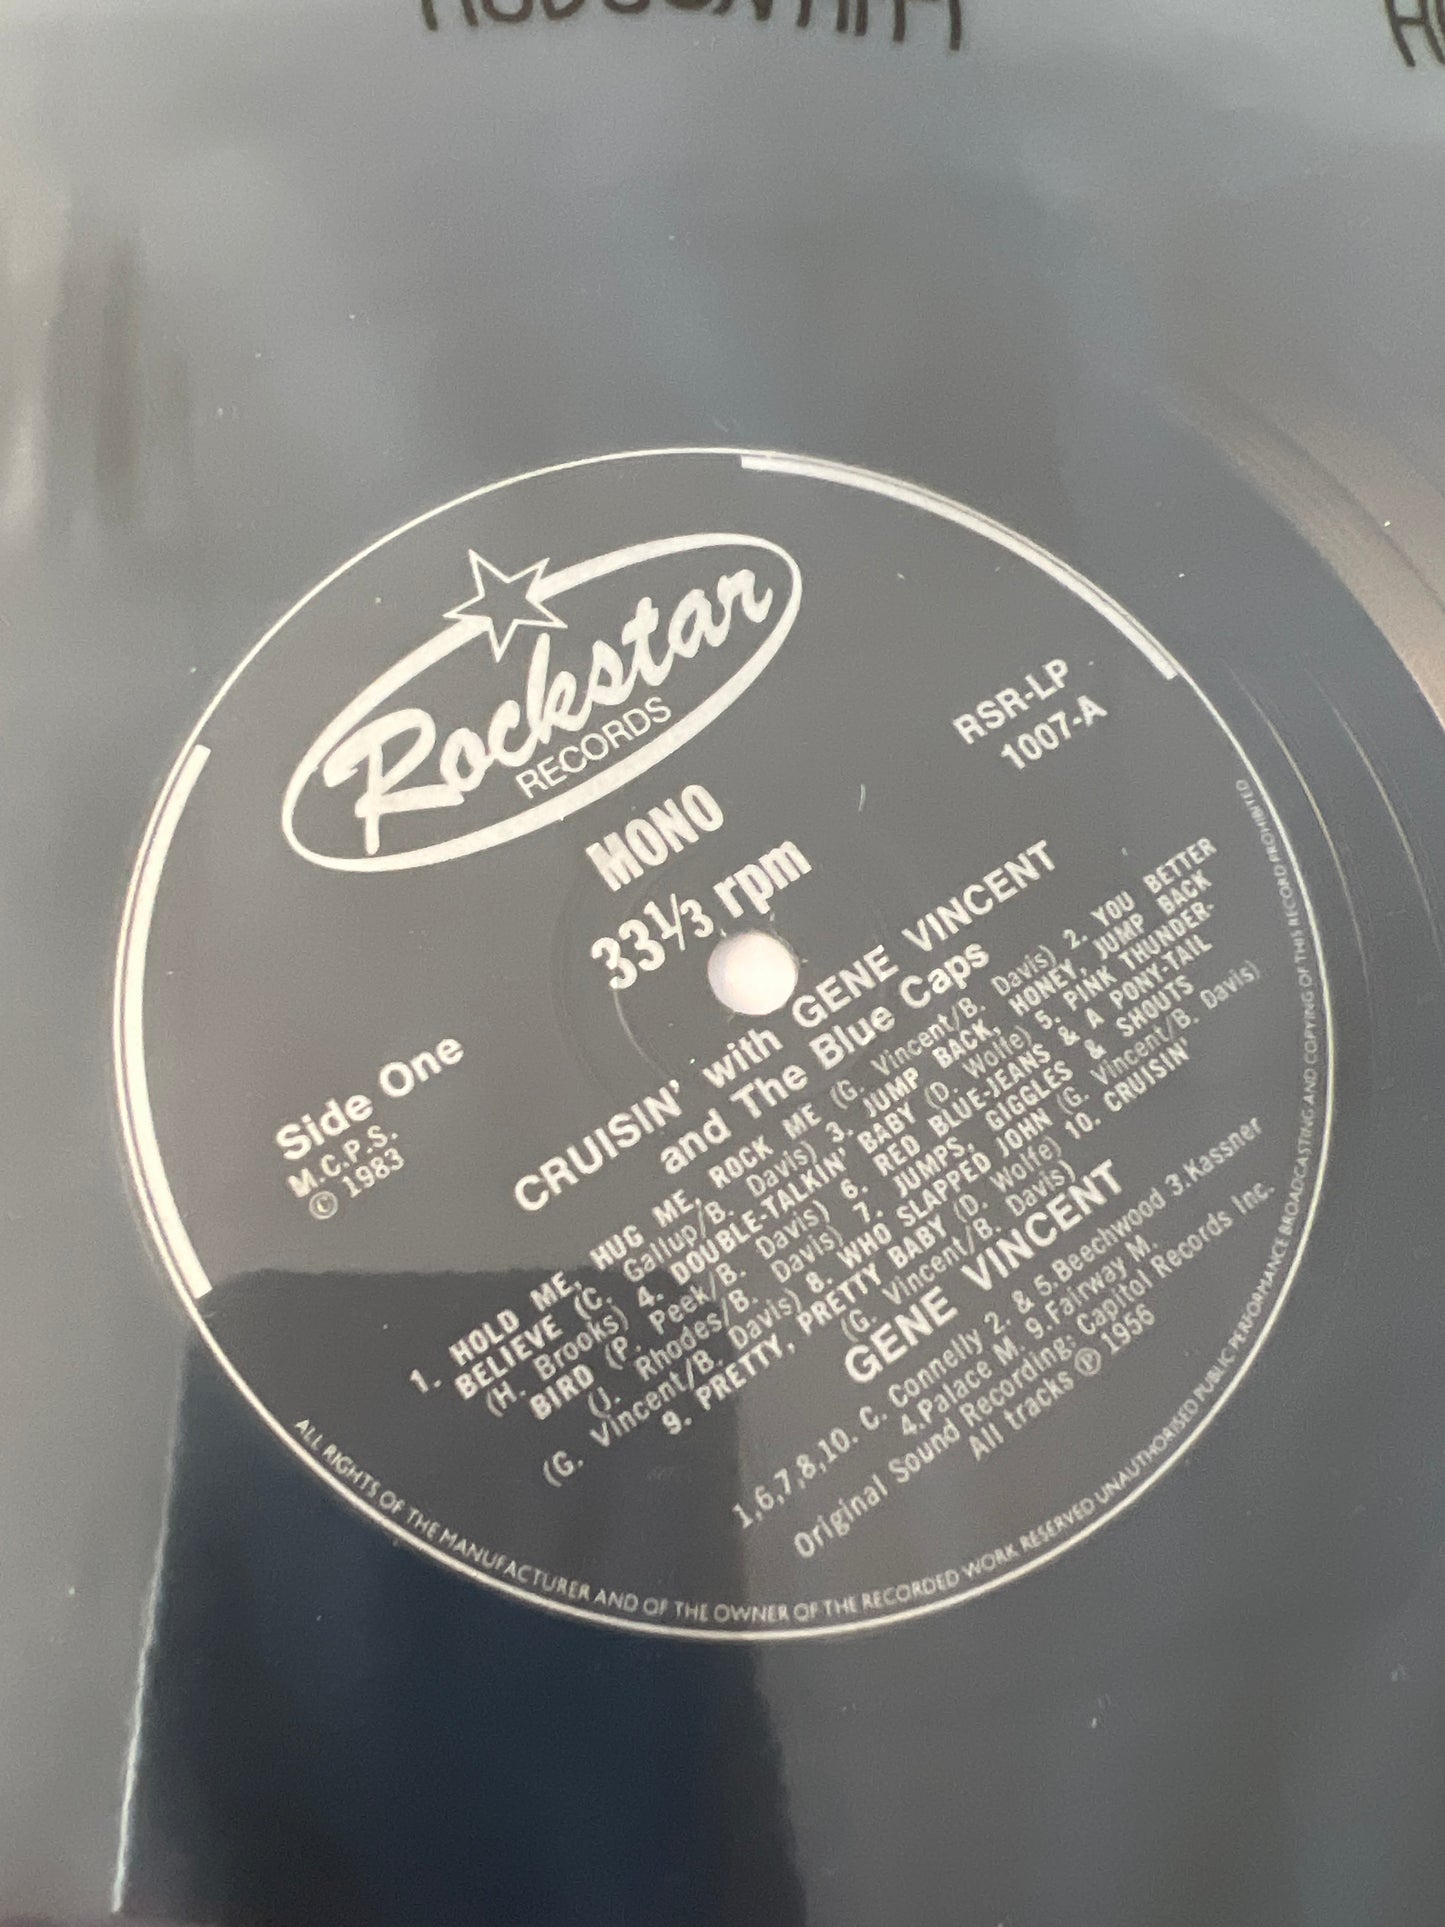 Rockstar
RECORDS
MONO
33⅓ rpm
RSR-LP
1007-A
Side One
M.C.P.S.
© 1983
CRUISIN' with GENE VINCENT
and The Blue Caps
1. HOLD ME, HUG ME, ROCK ME (G. Vincent/B. Davis) 2. YOU BETTER
BELIEVE (C. Gallup/B. Davis) 3. JUMP BACK, HONEY, JUMP BACK
(H. Brooks) 4. DOUBLE-TALKIN' BABY (D. Wolfe) 5. PINK THUNDER-
BIRD (P. Peek/B. Davis) 6. RED BLUE-JEANS & A PONY-TAIL
(J. Rhodes/B. Davis) 7. JUMPS, GIGGLES & SHOUTS
(G. Vincent/B. Davis) 8. WHO SLAPPED JOHN (G. Vincent/B. Davis)
9. PRETTY, PRETTY BABY (D. Wolfe) 10. CRUISIN'
(G. Vincent/B. Davis)
GENE VINCENT
1,6,7,8,10. C. Connelly 2. & 5.Beechwood 3.Kassner
4.Palace M. 9.Fairway M.
Original Sound Recording: Capitol Records Inc.
All tracks ℗ 1956
ALL RIGHTS OF THE MANUFACTURER AND OF THE OWNER OF THE RECORDED WORK RESERVED UNAUTHORISED PUBLIC PERFORMANCE BROADCASTING AND COPYING OF THIS RECORD PROHIBITED